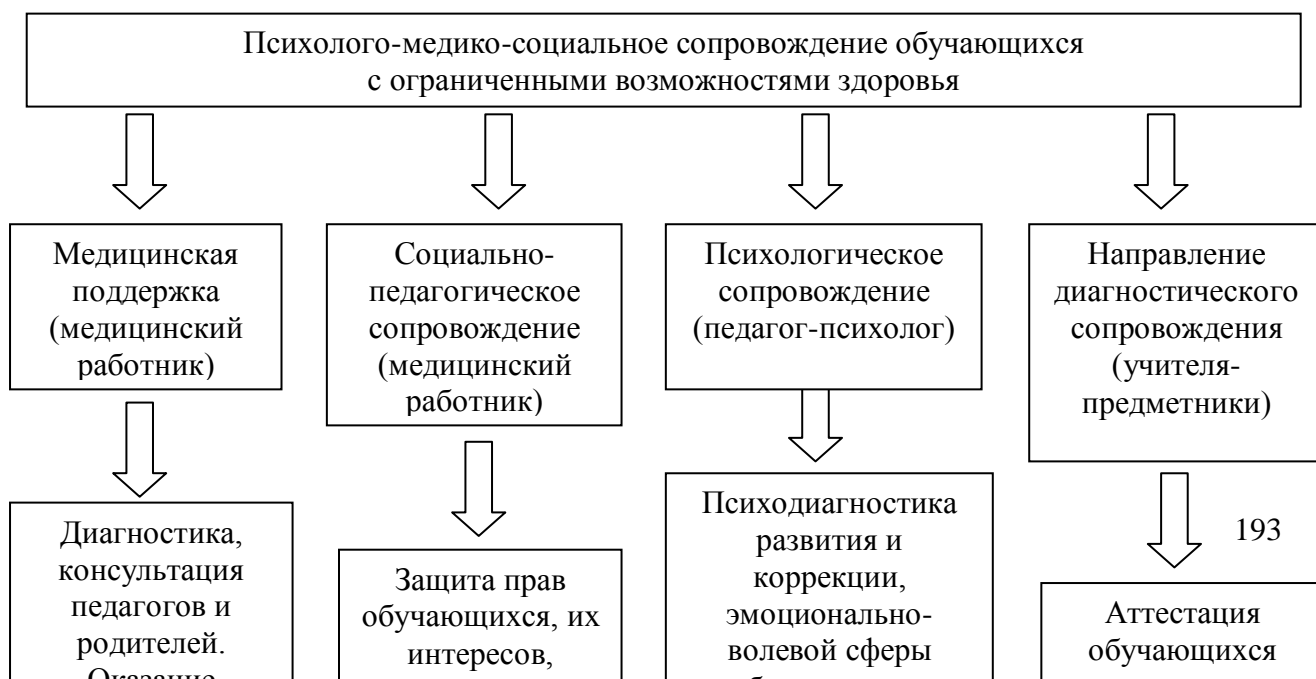 Психолого-медико-социальное сопровождение обучающихся
с ограниченными возможностями здоровья
Медицинская
поддержка
(медицинский
работник)
Социально-
педагогическое
сопровождение
(медицинский
работник)
Психологическое
сопровождение
(педагог-психолог)
Направление
диагностического
сопровождения
(учителя-
предметники)
Диагностика,
консультация
педагогов и
родителей.
Оказание
Защита прав
обучающихся, их
интересов,
Психодиагностика
развития и
коррекции,
эмоционально-
волевой сферы
193
Аттестация
обучающихся